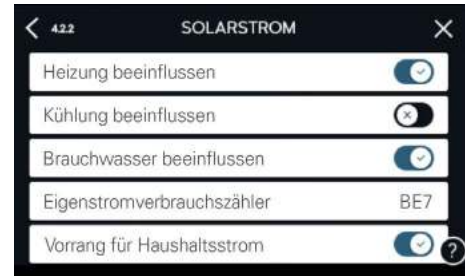 4.2.2 SOLARSTROM
Heizung beeinflussen
Kühlung beeinflussen
Brauchwasser beeinflussen
Eigenstromverbrauchszähler BE7
Vorrang für Haushaltsstrom
?